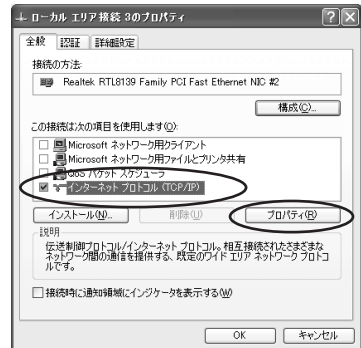 ローカル エリア接続 3のプロパティ
全般 認証 詳細設定
接続の方法:
Realtek RTL8139 Family PCI Fast Ethernet NIC #2
構成(C)...
この接続は次の項目を使用します(O):
Microsoft ネットワーク用クライアント
Microsoft ネットワーク用ファイルとプリンタ共有
QoS パケット スケジューラ
インターネット プロトコル (TCP/IP)
インストール(N)... 削除(U) プロパティ(R)
説明
伝送制御プロトコル/インターネット プロトコル。相互接続されたさまざまな
ネットワーク間の通信を提供する、既定のワイド エリア ネットワーク プロトコ
ルです。
接続時に通知領域にインジケータを表示する(W)
OK キャンセル